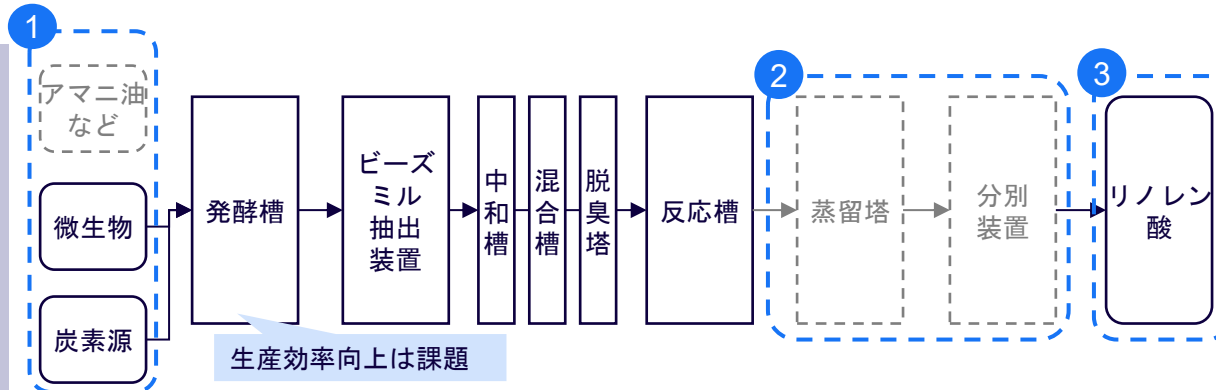 1
アマニ油
など
微生物
炭素源
発酵槽
ビーズ
ミル
抽出
装置
中和槽
混合槽
脱臭塔
反応槽
2
蒸留塔
分別
装置
3
リノレン
酸
生産効率向上は課題